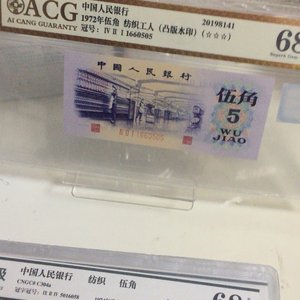 ACG
AI CANG GUARANTY
中国人民银行
1972年伍角 纺织工人（凸版水印）（☆☆☆）
冠号：IV II I 1660505
20198141
68
中国人民银行
伍角
5
WU
JIAO
中国人民银行 纺织 伍角
CNGC# C304a